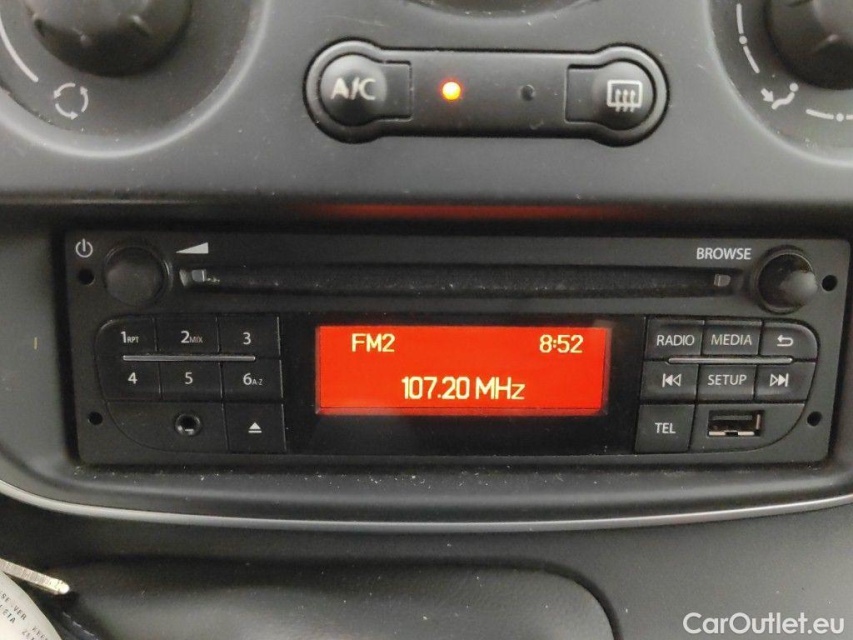 A/C
BROWSE
1RPT 2MIX 3
4 5 6A-Z
FM2 8:52
107.20 MHz
RADIO MEDIA
SETUP
TEL
CarOutlet.eu